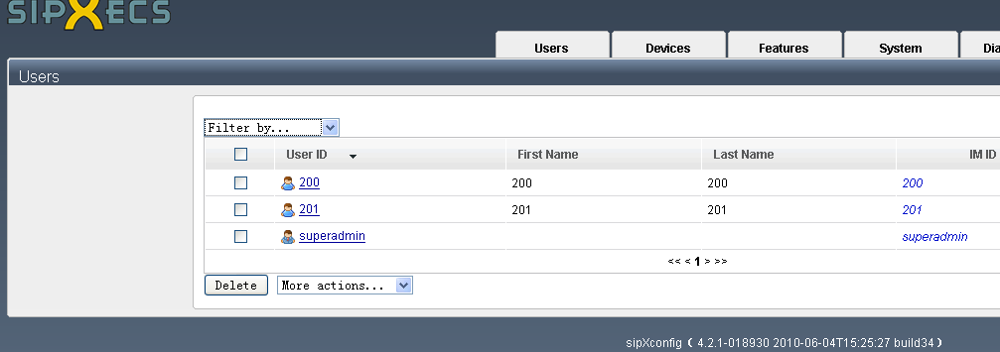 SIPXECS
Users Devices Features System Dia
Users
Filter by...
User ID First Name Last Name IM ID
200 200 200 200
201 201 201 201
superadmin superadmin
<< < 1 > >>
Delete More actions...
sipXconfig ( 4.2.1-018930 2010-06-04T15:25:27 build34 )